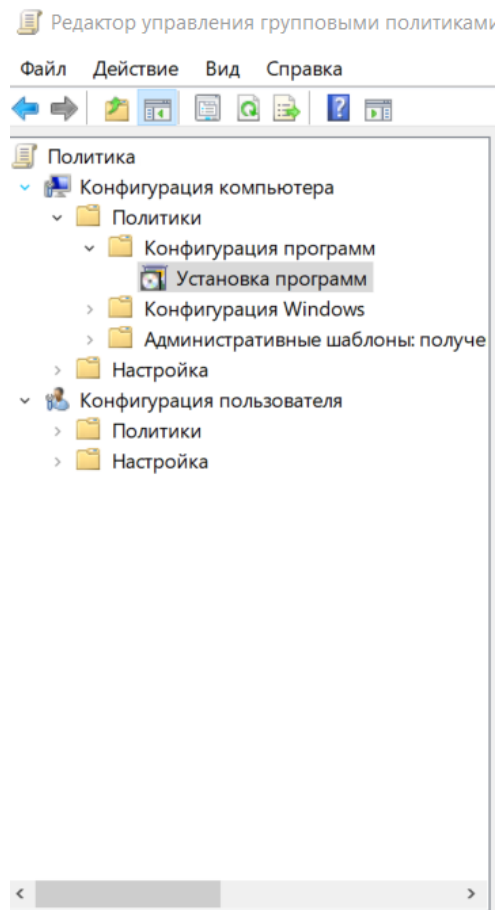 Редактор управления групповыми политиками
Файл Действие Вид Справка
Политика
Конфигурация компьютера
Политики
Конфигурация программ
Установка программ
Конфигурация Windows
Административные шаблоны: получе
Настройка
Конфигурация пользователя
Политики
Настройка